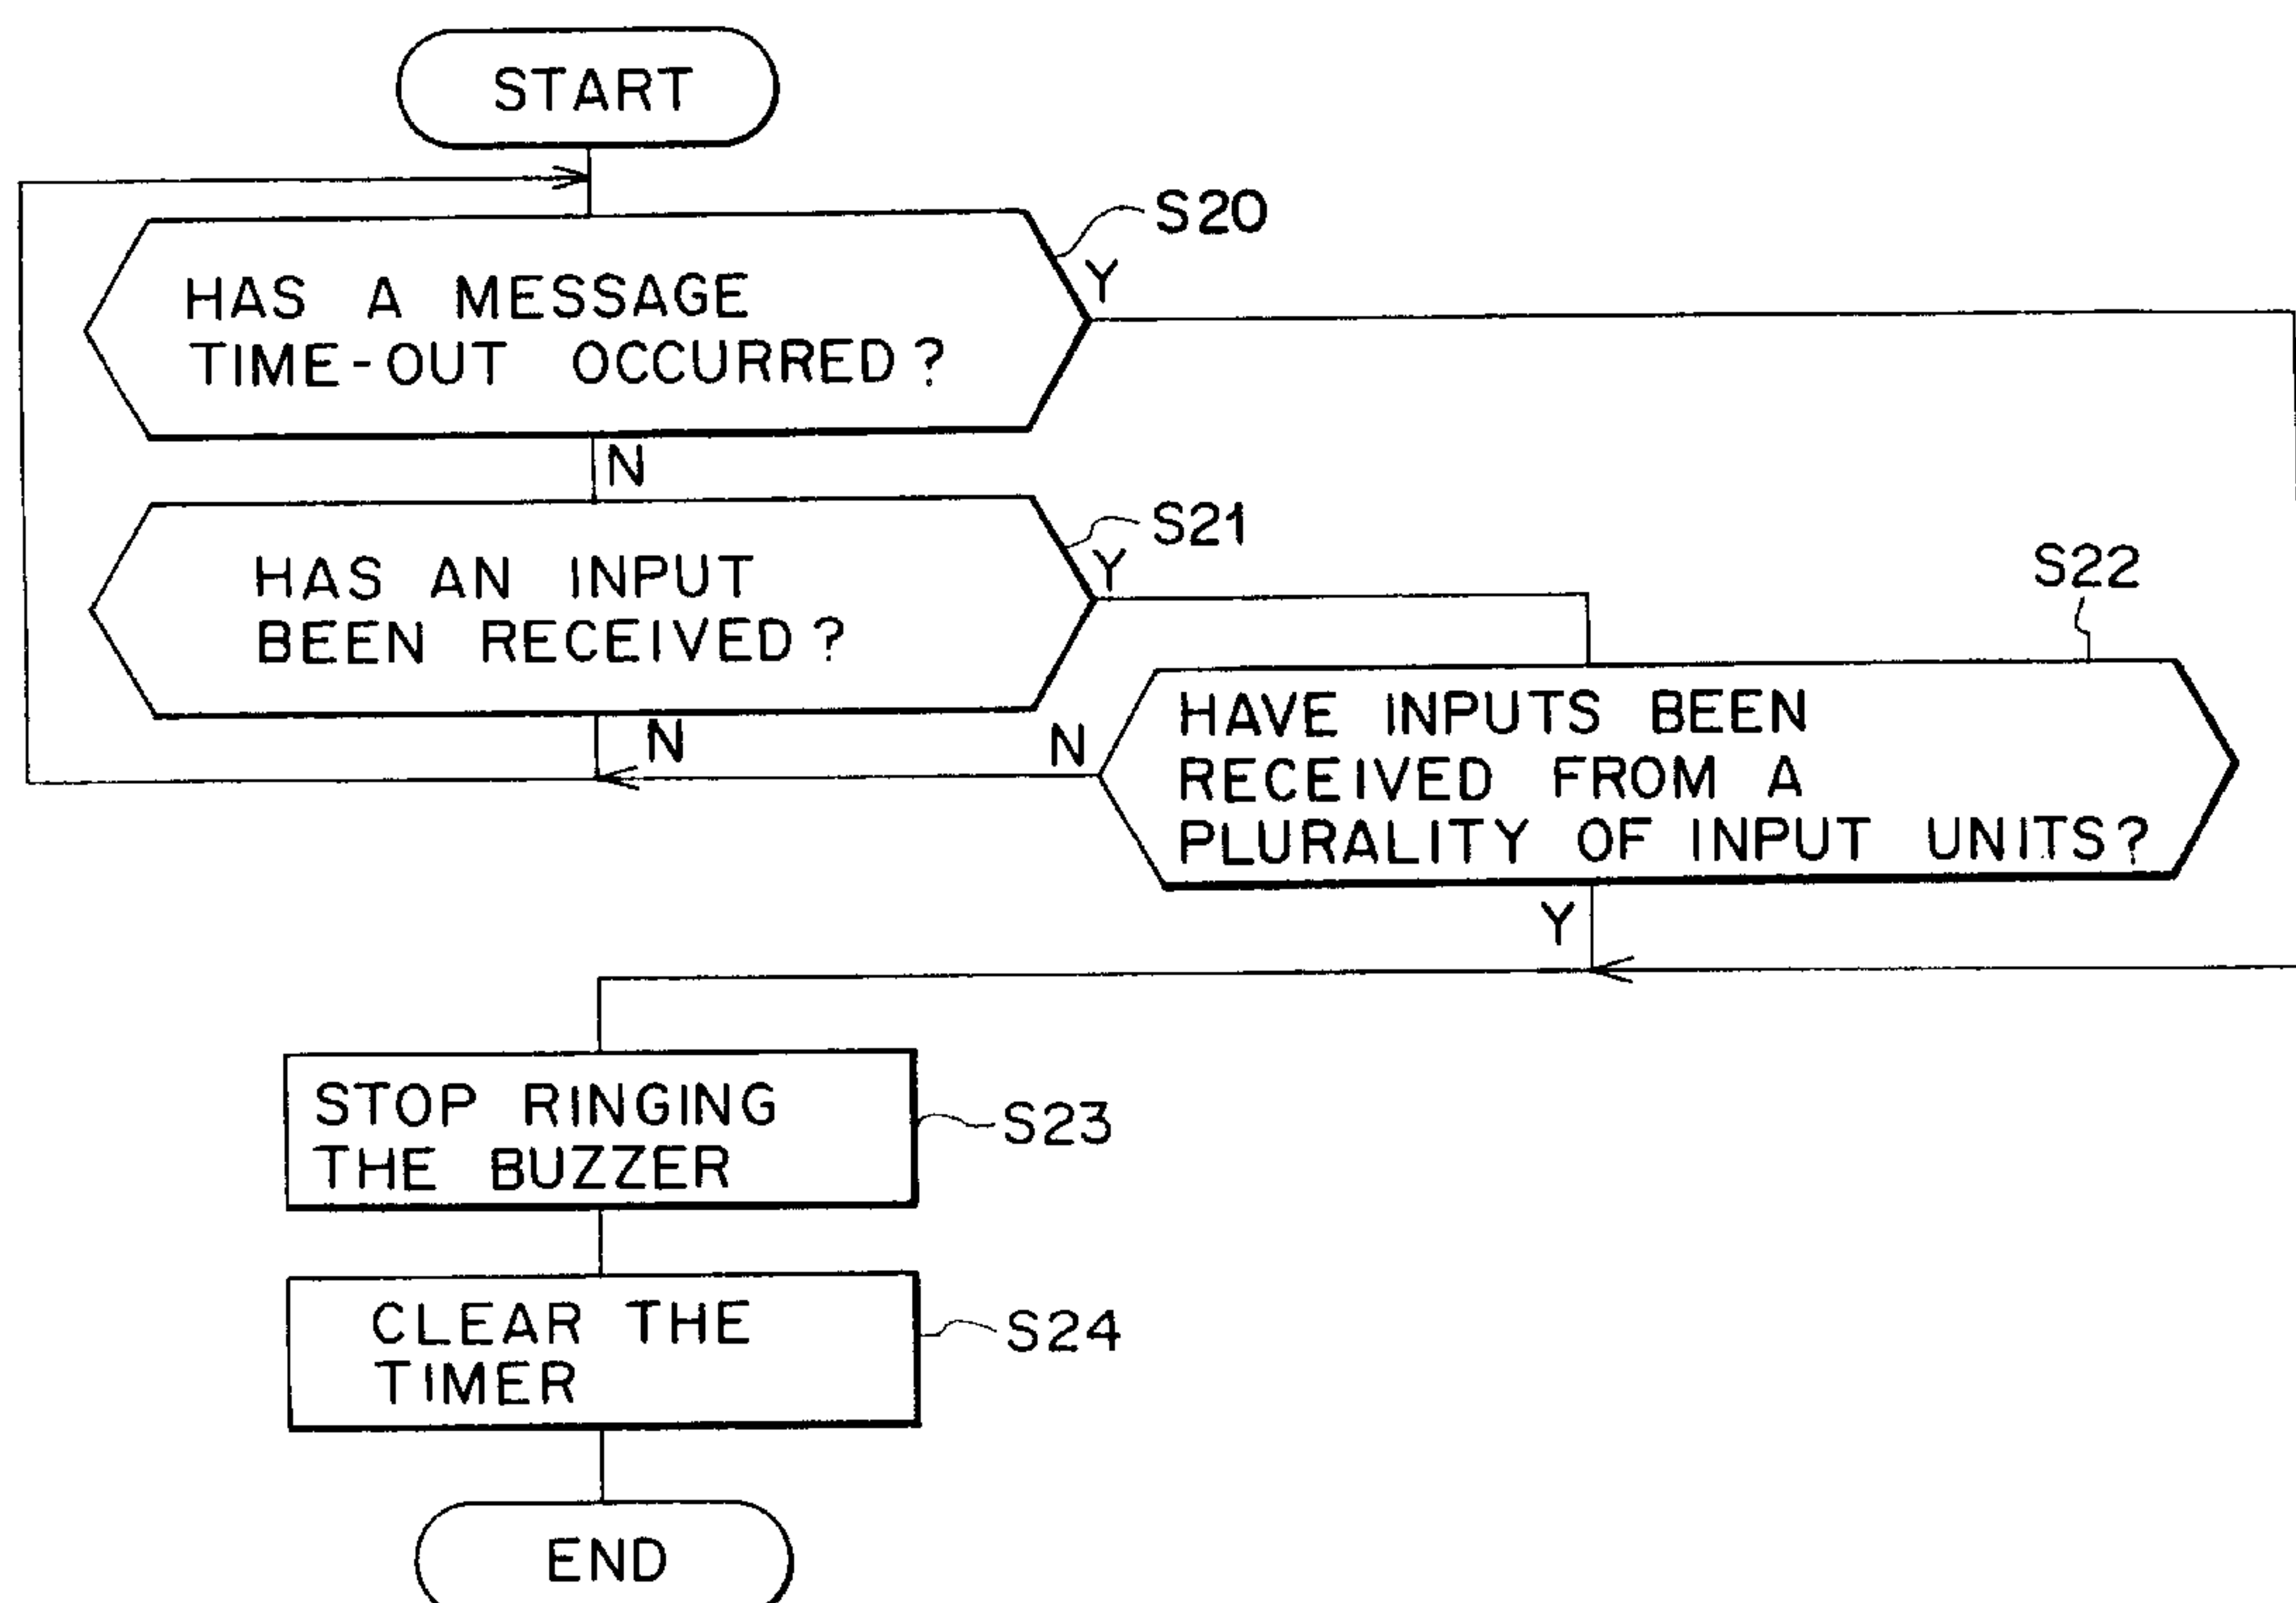 START
S20
Y
HAS A MESSAGE
TIME-OUT OCCURRED?
N
S21
Y
HAS AN INPUT
BEEN RECEIVED?
N
S22
N
HAVE INPUTS BEEN
RECEIVED FROM A
PLURALITY OF INPUT UNITS?
Y
STOP RINGING
THE BUZZER
S23
CLEAR THE
TIMER
S24
END